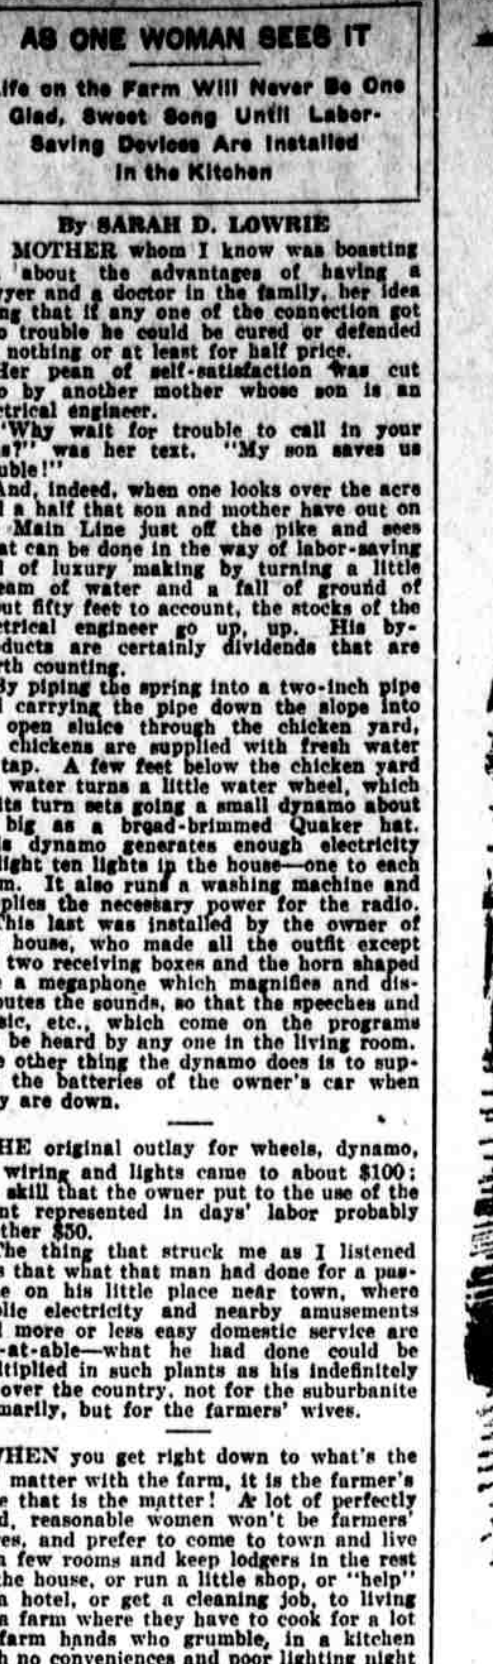 AS ONE WOMAN SEES IT
ife on the Farm Will Never Be One
Glad, Sweet Song Until Labor-
Saving Devices Are Installed
in the Kitchen
By SARAH D. LOWRIE
MOTHER whom I know was boasting
about the advantages of having a
yer and a doctor in the family, her idea
ng that if any one of the connection got
o trouble he could be cured or defended
nothing or at least for half price.
Her pean of self-satisfaction was cut
o by another mother whose son is an
ctrical engineer.
"Why wait for trouble to call in your
s?" was her text. "My son saves us
uble!"
And, indeed, when one looks over the acre
d a half that son and mother have out on
Main Line just off the pike and sees
at can be done in the way of labor-saving
d of luxury making by turning a little
eam of water and a fall of ground of
out fifty feet to account, the stocks of the
ctrical engineer go up, up. His by-
ducts are certainly dividends that are
rth counting.
By piping the spring into a two-inch pipe
d carrying the pipe down the slope into
open sluice through the chicken yard,
chickens are supplied with fresh water
tap. A few feet below the chicken yard
water turns a little water wheel, which
its turn sets going a small dynamo about
big as a broad-brimmed Quaker hat.
s dynamo generates enough electricity
light ten lights in the house—one to each
m. It also runs a washing machine and
plies the necessary power for the radio.
This last was installed by the owner of
house, who made all the outfit except
two receiving boxes and the horn shaped
e a megaphone which magnifies and dis-
butes the sounds, so that the speeches and
sic, etc., which come on the programs
be heard by any one in the living room.
e other thing the dynamo does is to sup-
the batteries of the owner's car when
y are down.
HE original outlay for wheels, dynamo,
wiring and lights came to about $100;
skill that the owner put to the use of the
nt represented in days' labor probably
ther $50.
The thing that struck me as I listened
s that what that man had done for a pas-
e on his little place near town, where
blic electricity and nearby amusements
d more or less easy domestic service are
-at-able—what he had done could be
ltiplied in such plants as his indefinitely
over the country, not for the suburbanite
marily, but for the farmers' wives.
WHEN you get right down to what's the
matter with the farm, it is the farmer's
e that is the matter! A lot of perfectly
d, reasonable women won't be farmers'
es, and prefer to come to town and live
a few rooms and keep lodgers in the rest
the house, or run a little shop, or "help"
a hotel, or get a cleaning job, to living
a farm where they have to cook for a lot
farm hands who grumble, in a kitchen
h no conveniences and poor lighting night